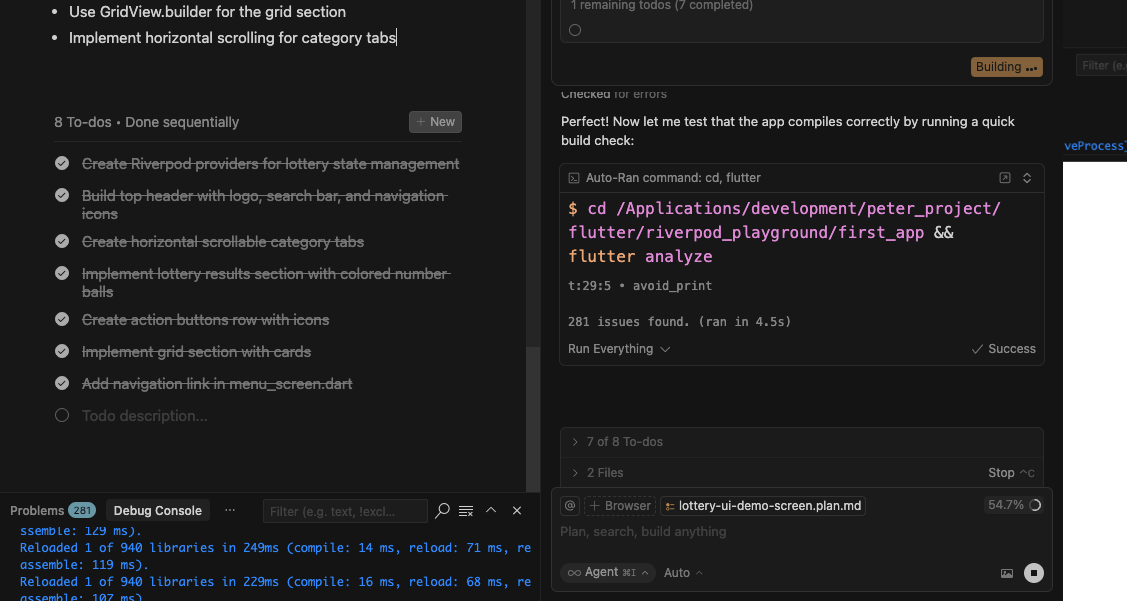 Use GridView.builder for the grid section
Implement horizontal scrolling for category tabs
8 To-dos • Done sequentially
+ New
Create Riverpod providers for lottery state management
Build top header with logo, search bar, and navigation
icons
Create horizontal scrollable category tabs
Implement lottery results section with colored number
balls
Create action buttons row with icons
Implement grid section with cards
Add navigation link in menu_screen.dart
Todo description...
Problems 281 Debug Console ... Filter (e.g. text, !excl...
ssemble: 129 ms).
Reloaded 1 of 940 libraries in 249ms (compile: 14 ms, reload: 71 ms, re
assemble: 119 ms).
Reloaded 1 of 940 libraries in 229ms (compile: 16 ms, reload: 68 ms, re
assemble: 107 ms)
1 remaining todos (7 completed)
Building ...
Checked for errors
Perfect! Now let me test that the app compiles correctly by running a quick
build check:
Auto-Ran command: cd, flutter
$ cd /Applications/development/peter_project/
flutter/riverpod_playground/first_app &&
flutter analyze
t:29:5 • avoid_print
281 issues found. (ran in 4.5s)
Run Everything
Success
7 of 8 To-dos
2 Files
Stop ^C
@ + Browser lottery-ui-demo-screen.plan.md 54.7%
Plan, search, build anything
∞ Agent ⌘I Auto
Filter (e.
veProcess]